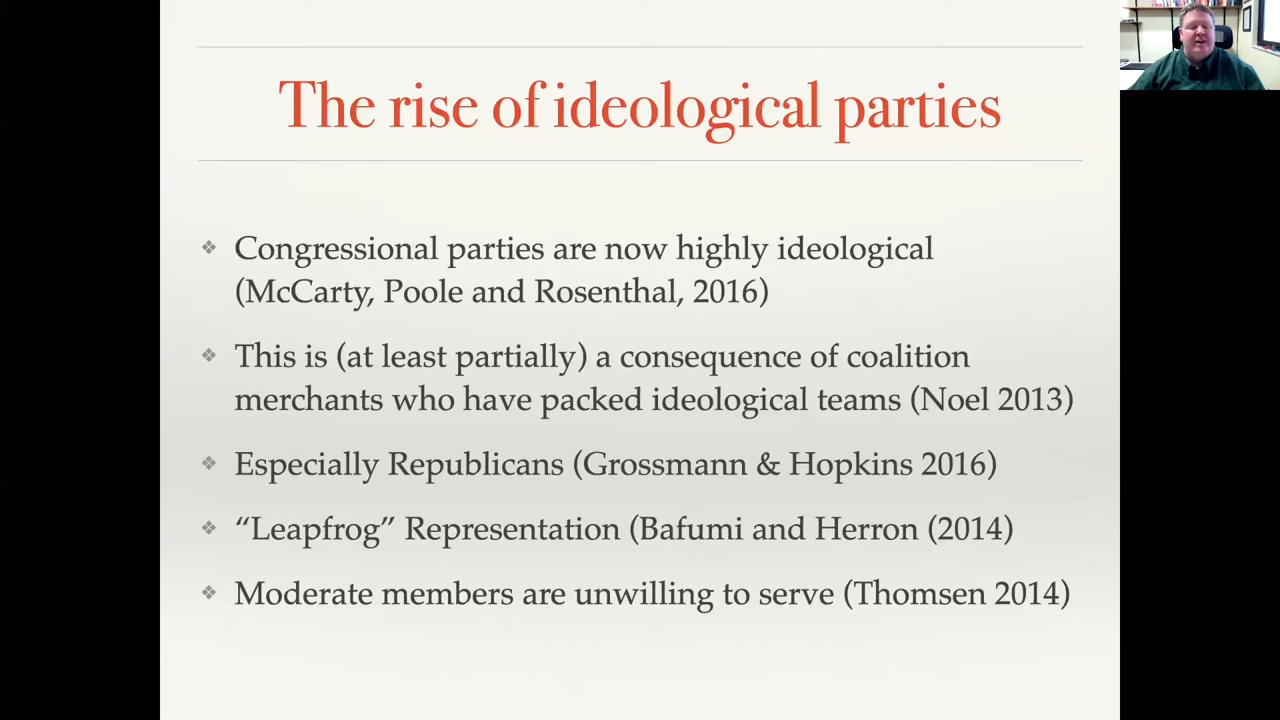 The rise of ideological parties
❖ Congressional parties are now highly ideological
(McCarty, Poole and Rosenthal, 2016)
❖ This is (at least partially) a consequence of coalition
merchants who have packed ideological teams (Noel 2013)
❖ Especially Republicans (Grossmann & Hopkins 2016)
❖ “Leapfrog” Representation (Bafumi and Herron (2014)
❖ Moderate members are unwilling to serve (Thomsen 2014)